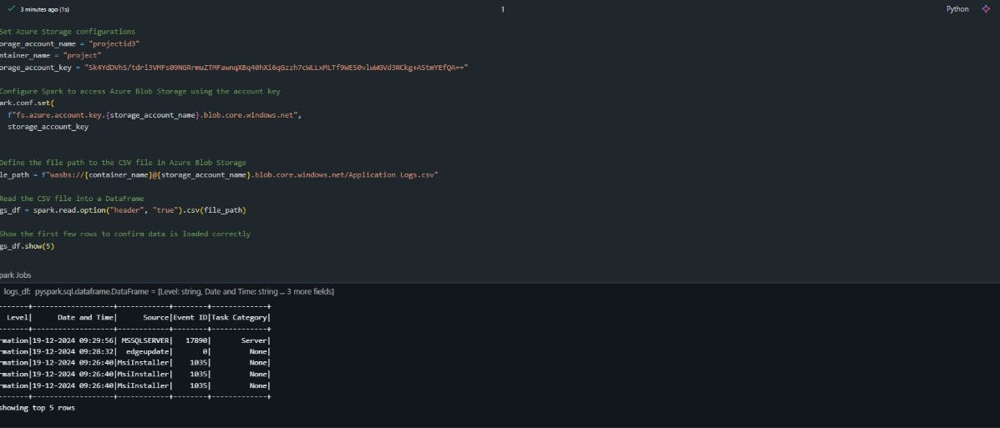 3 minutes ago (1s)
1
Python
Set Azure Storage configurations
orage_account_name = "projectid3"
ntainer_name = "project"
orage_account_key =
Configure Spark to access Azure Blob Storage using the account key
ark.conf.set(
f"fs.azure.account.key.{storage_account_name}.blob.core.windows.net",
storage_account_key
Define the file path to the CSV file in Azure Blob Storage
le_path = f"wasbs://{container_name}@{storage_account_name}.blob.core.windows.net/Application Logs.csv"
Read the CSV file into a DataFrame
gs_df = spark.read.option("header", "true").csv(file_path)
Show the first few rows to confirm data is loaded correctly
gs_df.show(5)
park Jobs
logs_df: pyspark.sql.dataframe.DataFrame = [Level: string, Date and Time: string ... 3 more fields]
-------+-------------------+------------+--------+-------------+
Level|      Date and Time|      Source|Event ID|Task Category|
-------+-------------------+------------+--------+-------------+
rmation|19-12-2024 09:29:56| MSSQLSERVER|   17890|       Server|
rmation|19-12-2024 09:28:32|  edgeupdate|       0|         None|
rmation|19-12-2024 09:26:40|MsiInstaller|    1035|         None|
rmation|19-12-2024 09:26:40|MsiInstaller|    1035|         None|
rmation|19-12-2024 09:26:40|MsiInstaller|    1035|         None|
-------+-------------------+------------+--------+-------------+
showing top 5 rows